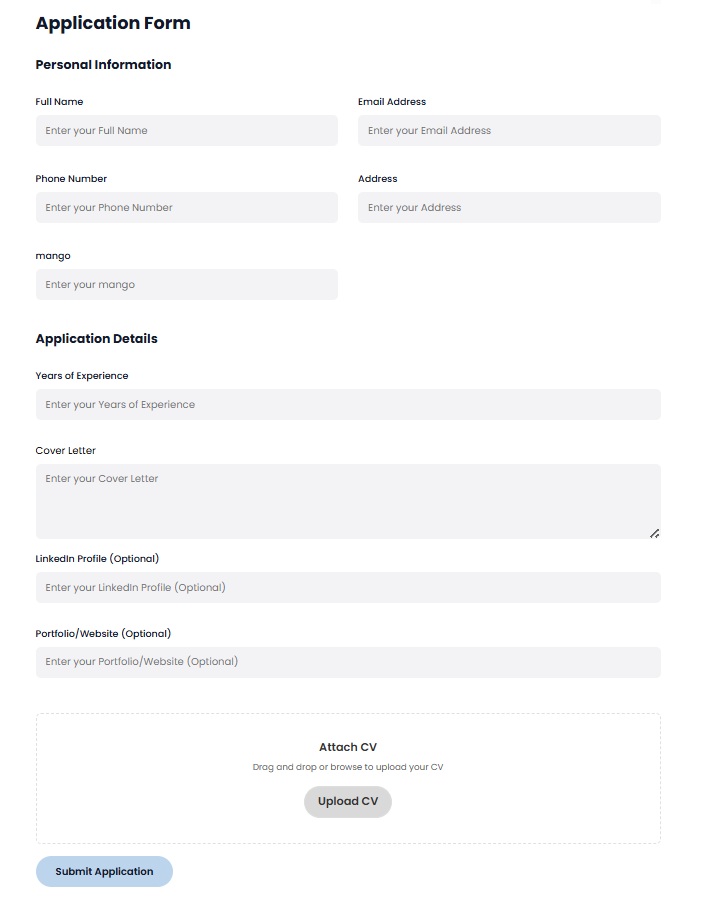 Application Form
Personal Information
Full Name
Email Address
Enter your Full Name
Enter your Email Address
Phone Number
Address
Enter your Phone Number
Enter your Address
mango
Enter your mango
Application Details
Years of Experience
Enter your Years of Experience
Cover Letter
Enter your Cover Letter
LinkedIn Profile (Optional)
Enter your LinkedIn Profile (Optional)
Portfolio/Website (Optional)
Enter your Portfolio/Website (Optional)
Attach CV
Drag and drop or browse to upload your CV
Upload CV
Submit Application